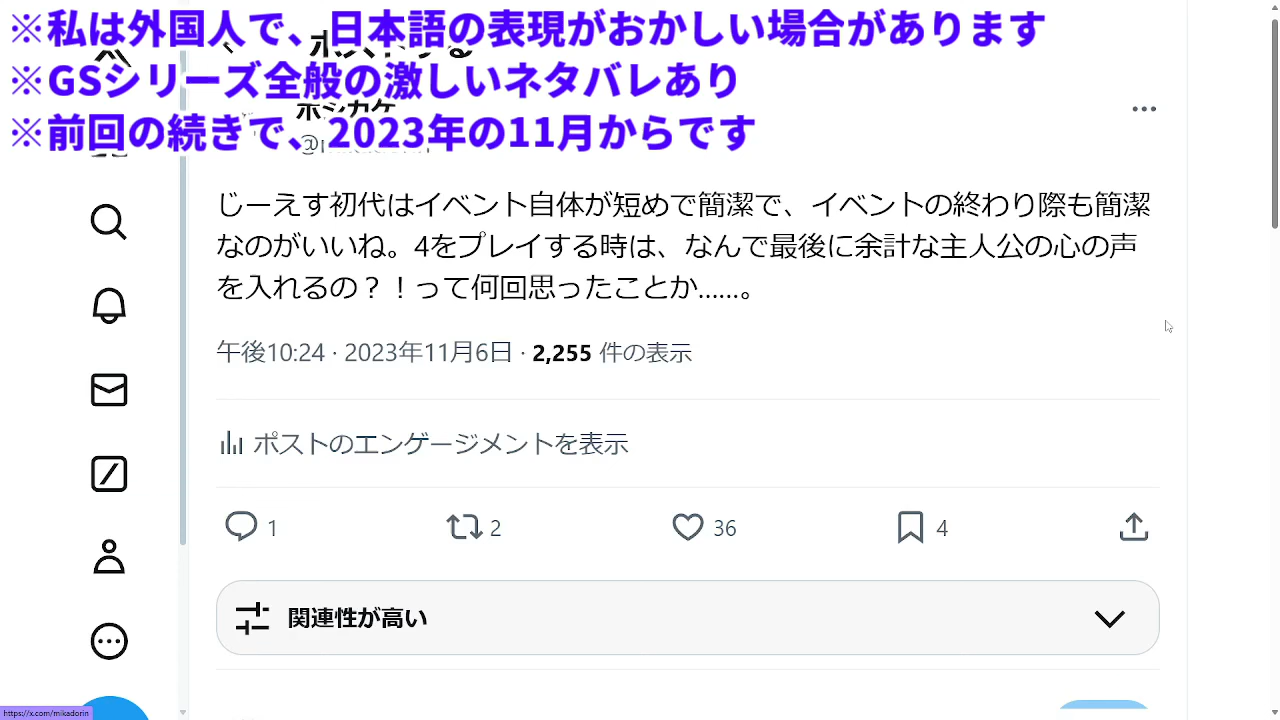 ※私は外国人で、日本語の表現がおかしい場合があります
※GSシリーズ全般の激しいネタバレあり
ホシカケ
※前回の続きで、2023年の11月からです
じーえす初代はイベント自体が短めで簡潔で、イベントの終わり際も簡潔
なのがいいね。4をプレイする時は、なんで最後に余計な主人公の心の声
を入れるの？！って何回思ったことか……。
午後10:24 · 2023年11月6日 · 2,255 件の表示
ポストのエンゲージメントを表示
1 2 36 4
関連性が高い
https://x.com/mikadorin